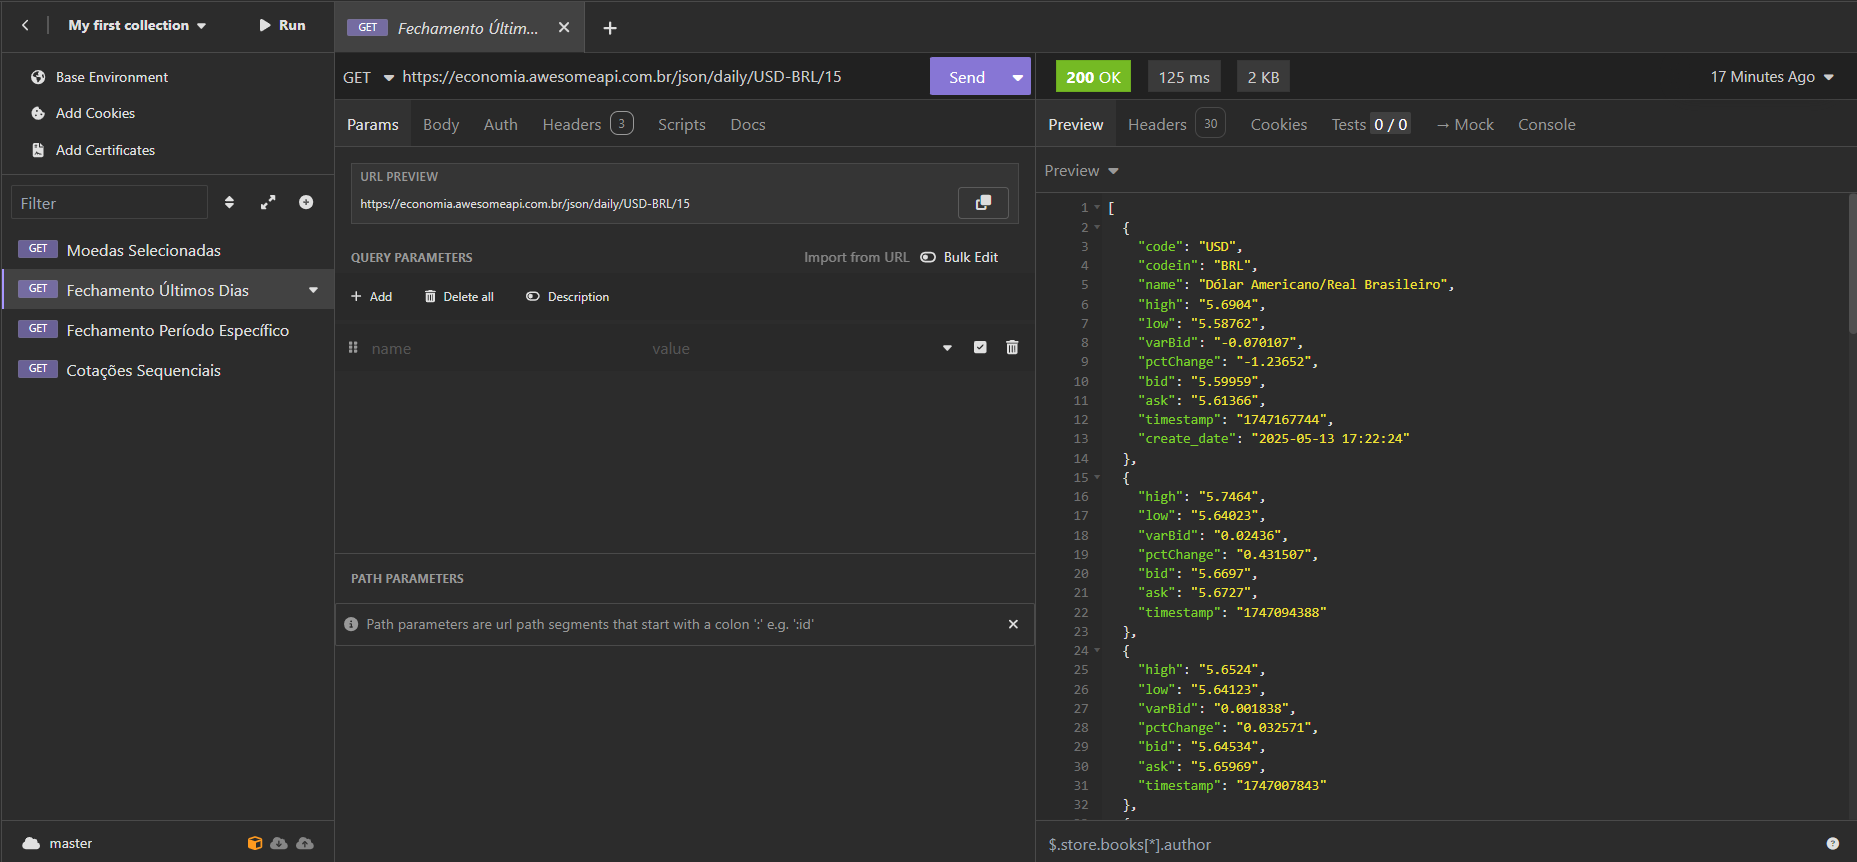 My first collection
Run
Base Environment
Add Cookies
Add Certificates
Filter
GET Moedas Selecionadas
GET Fechamento Últimos Dias
GET Fechamento Período Específico
GET Cotações Sequenciais
master
GET Fechamento Últim...
GET https://economia.awesomeapi.com.br/json/daily/USD-BRL/15
Send
Params Body Auth Headers 3 Scripts Docs
URL PREVIEW
https://economia.awesomeapi.com.br/json/daily/USD-BRL/15
QUERY PARAMETERS Import from URL Bulk Edit
Add Delete all Description
name value
PATH PARAMETERS
Path parameters are url path segments that start with a colon ':' e.g. ':id'
200 OK 125 ms 2 KB 17 Minutes Ago
Preview Headers 30 Cookies Tests 0 / 0 → Mock Console
Preview
1 [
2 {
3 "code": "USD",
4 "codein": "BRL",
5 "name": "Dólar Americano/Real Brasileiro",
6 "high": "5.6904",
7 "low": "5.58762",
8 "varBid": "-0.070107",
9 "pctChange": "-1.23652",
10 "bid": "5.59959",
11 "ask": "5.61366",
12 "timestamp": "1747167744",
13 "create_date": "2025-05-13 17:22:24"
14 },
15 {
16 "high": "5.7464",
17 "low": "5.64023",
18 "varBid": "0.02436",
19 "pctChange": "0.431507",
20 "bid": "5.6697",
21 "ask": "5.6727",
22 "timestamp": "1747094388"
23 },
24 {
25 "high": "5.6524",
26 "low": "5.64123",
27 "varBid": "0.001838",
28 "pctChange": "0.032571",
29 "bid": "5.64534",
30 "ask": "5.65969",
31 "timestamp": "1747007843"
32 },
$.store.books[*].author